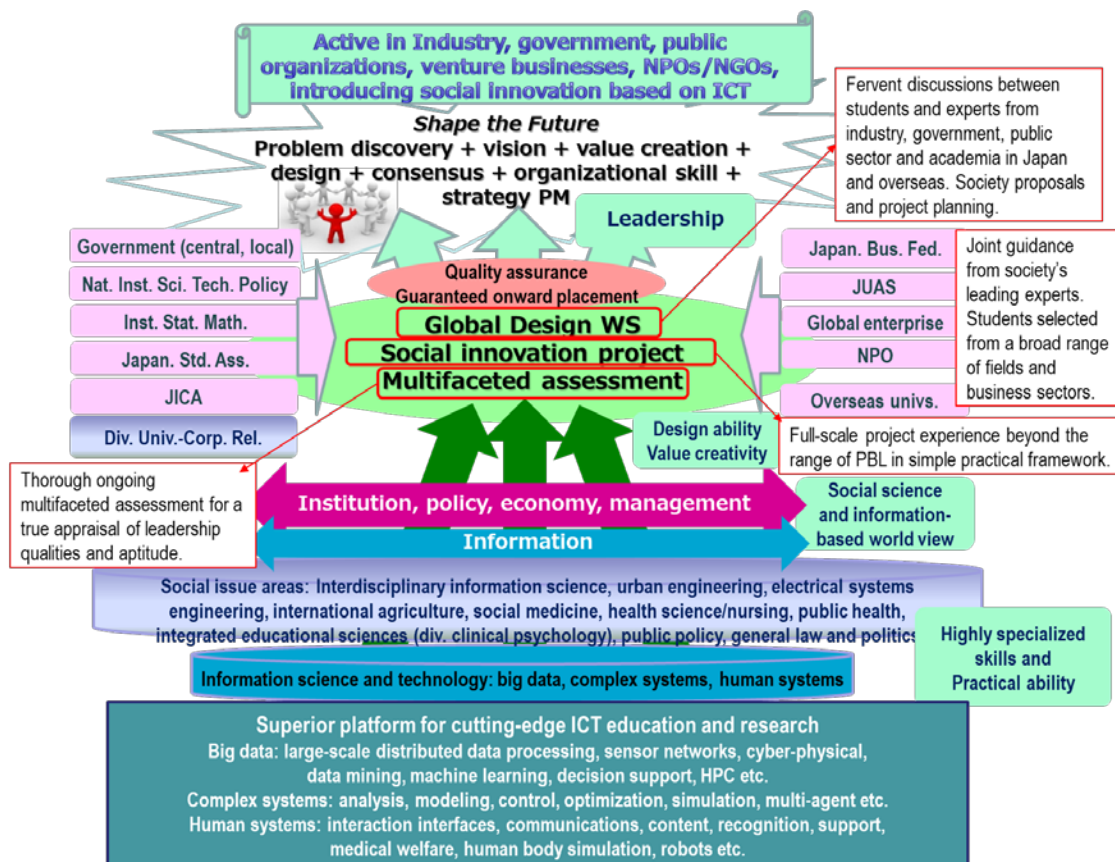 Active in Industry, government, public
organizations, venture businesses, NPOs/NGOs,
introducing social innovation based on ICT
Shape the Future
Problem discovery + vision + value creation +
design + consensus + organizational skill +
strategy PM
Leadership
Fervent discussions between
students and experts from
industry, government, public
sector and academia in Japan
and overseas. Society proposals
and project planning.
Government (central, local)
Nat. Inst. Sci. Tech. Policy
Inst. Stat. Math.
Japan. Std. Ass.
JICA
Div. Univ.-Corp. Rel.
Quality assurance
Guaranteed onward placement
Global Design WS
Social innovation project
Multifaceted assessment
Japan. Bus. Fed.
JUAS
Global enterprise
NPO
Overseas univs.
Joint guidance
from society's
leading experts.
Students selected
from a broad range
of fields and
business sectors.
Design ability
Value creativity
Full-scale project experience beyond the
range of PBL in simple practical framework.
Thorough ongoing
multifaceted assessment for a
true appraisal of leadership
qualities and aptitude.
Institution, policy, economy, management
Information
Social science
and information-
based world view
Social issue areas: Interdisciplinary information science, urban engineering, electrical systems
engineering, international agriculture, social medicine, health science/nursing, public health,
integrated educational sciences (div. clinical psychology), public policy, general law and politics
Highly specialized
skills and
Practical ability
Information science and technology: big data, complex systems, human systems
Superior platform for cutting-edge ICT education and research
Big data: large-scale distributed data processing, sensor networks, cyber-physical,
data mining, machine learning, decision support, HPC etc.
Complex systems: analysis, modeling, control, optimization, simulation, multi-agent etc.
Human systems: interaction interfaces, communications, content, recognition, support,
medical welfare, human body simulation, robots etc.